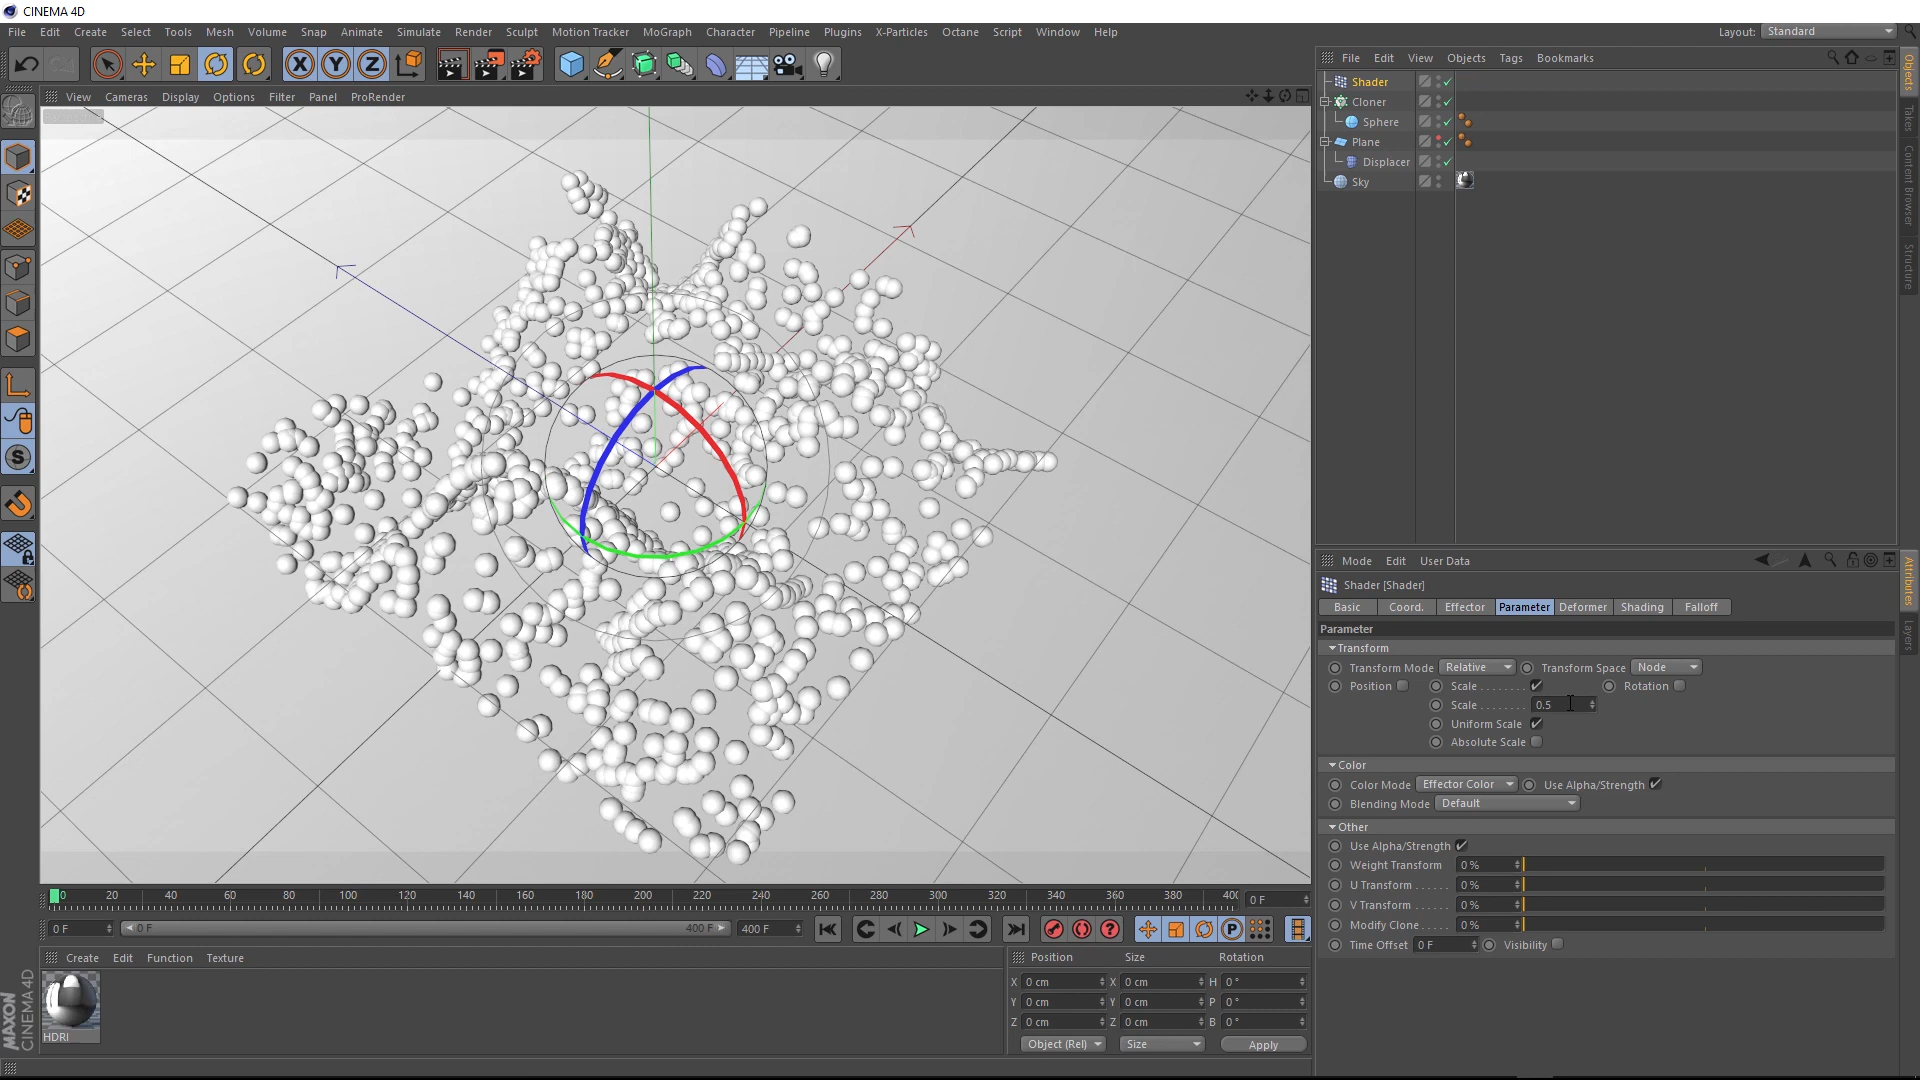 CINEMA 4D
File Edit Create Select Tools Mesh Volume Snap Animate Simulate Render Sculpt Motion Tracker MoGraph Character Pipeline Plugins X-Particles Octane Script Window Help Layout: Standard
X Y Z
View Cameras Display Options Filter Panel ProRender
File Edit View Objects Tags Bookmarks
Shader
Cloner
Sphere
Plane
Displacer
Sky
Objects
Takes
Content Browser
Structure
S
Mode Edit User Data
Shader [Shader]
Basic Coord. Effector Parameter Deformer Shading Falloff
Parameter
Transform
Transform Mode Relative Transform Space Node
Position Scale . . . . . . . . Rotation
Scale . . . . . . . . 0.5
Uniform Scale
Absolute Scale
Color
Color Mode Effector Color Use Alpha/Strength
Blending Mode Default
Other
Use Alpha/Strength
Weight Transform 0 %
U Transform . . . . . . 0 %
V Transform . . . . . . 0 %
Modify Clone . . . . . 0 %
Time Offset 0 F Visibility
Attributes
Layers
0 20 40 60 80 100 120 140 160 180 200 220 240 260 280 300 320 340 360 380 400 0 F
0 F 0 F 400 F 400 F P
Create Edit Function Texture
HDRI
MAXON
CINEMA 4D
Position Size Rotation
X 0 cm X 0 cm H 0 °
Y 0 cm Y 0 cm P 0 °
Z 0 cm Z 0 cm B 0 °
Object (Rel) Size Apply